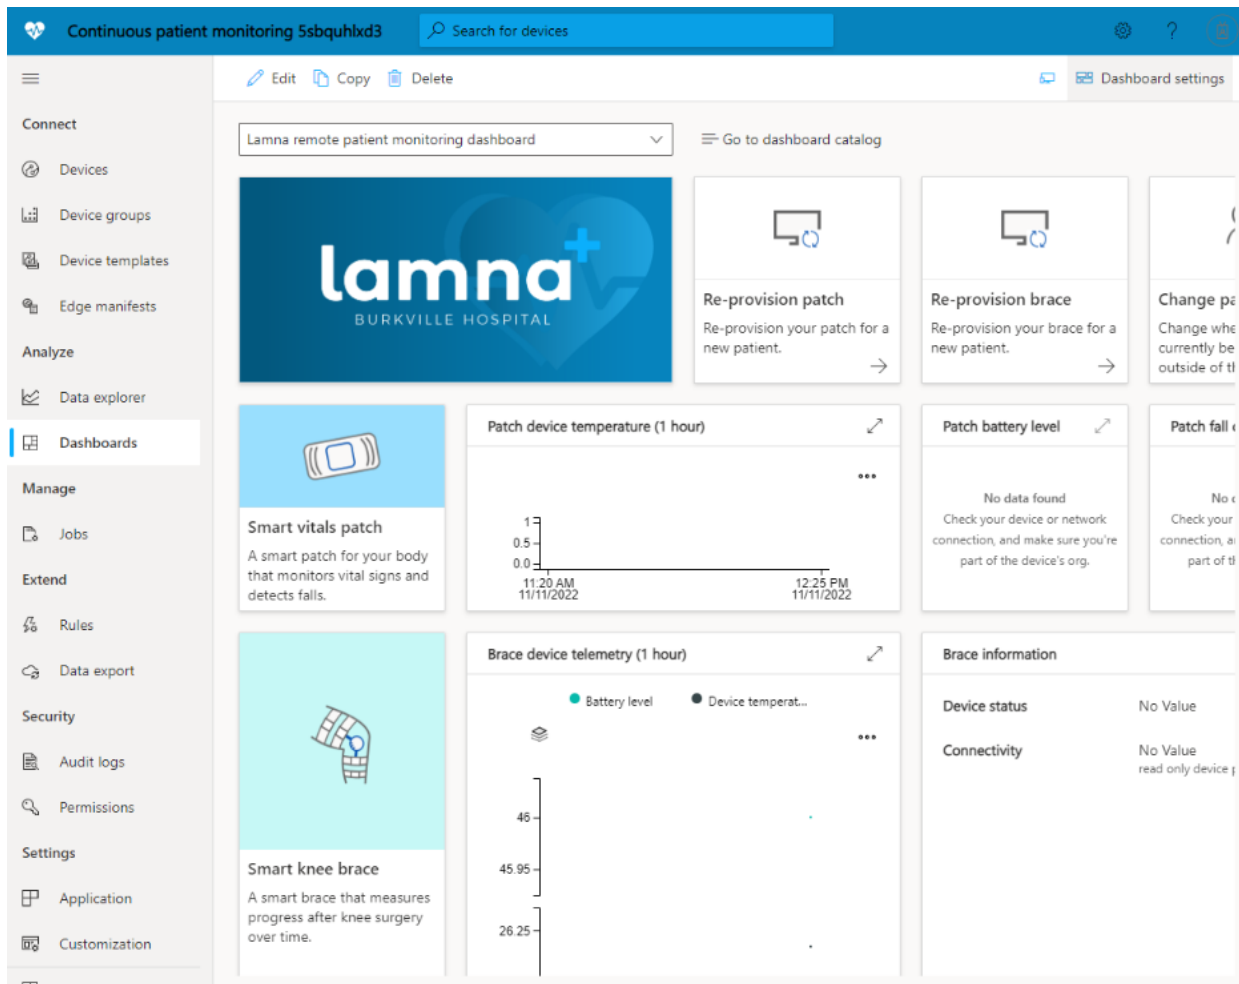 Continuous patient monitoring 5sbquhlxd3
Search for devices
?
Edit
Copy
Delete
Dashboard settings
Connect
Devices
Device groups
Device templates
Edge manifests
Analyze
Data explorer
Dashboards
Manage
Jobs
Extend
Rules
Data export
Security
Audit logs
Permissions
Settings
Application
Customization
Lamna remote patient monitoring dashboard
Go to dashboard catalog
lamna
BURKVILLE HOSPITAL
Re-provision patch
Re-provision your patch for a
new patient.
Re-provision brace
Re-provision your brace for a
new patient.
Change pa
Change whe
currently be
outside of th
Smart vitals patch
A smart patch for your body
that monitors vital signs and
detects falls.
Patch device temperature (1 hour)
1
0.5
0.0
11:20 AM
11/11/2022
12:25 PM
11/11/2022
Patch battery level
No data found
Check your device or network
connection, and make sure you're
part of the device's org.
Patch fall
No
Check your
connection, a
part of th
Smart knee brace
A smart brace that measures
progress after knee surgery
over time.
Brace device telemetry (1 hour)
Battery level
Device temperat...
46
45.95
26.25
Brace information
Device status
No Value
Connectivity
No Value
read only device p